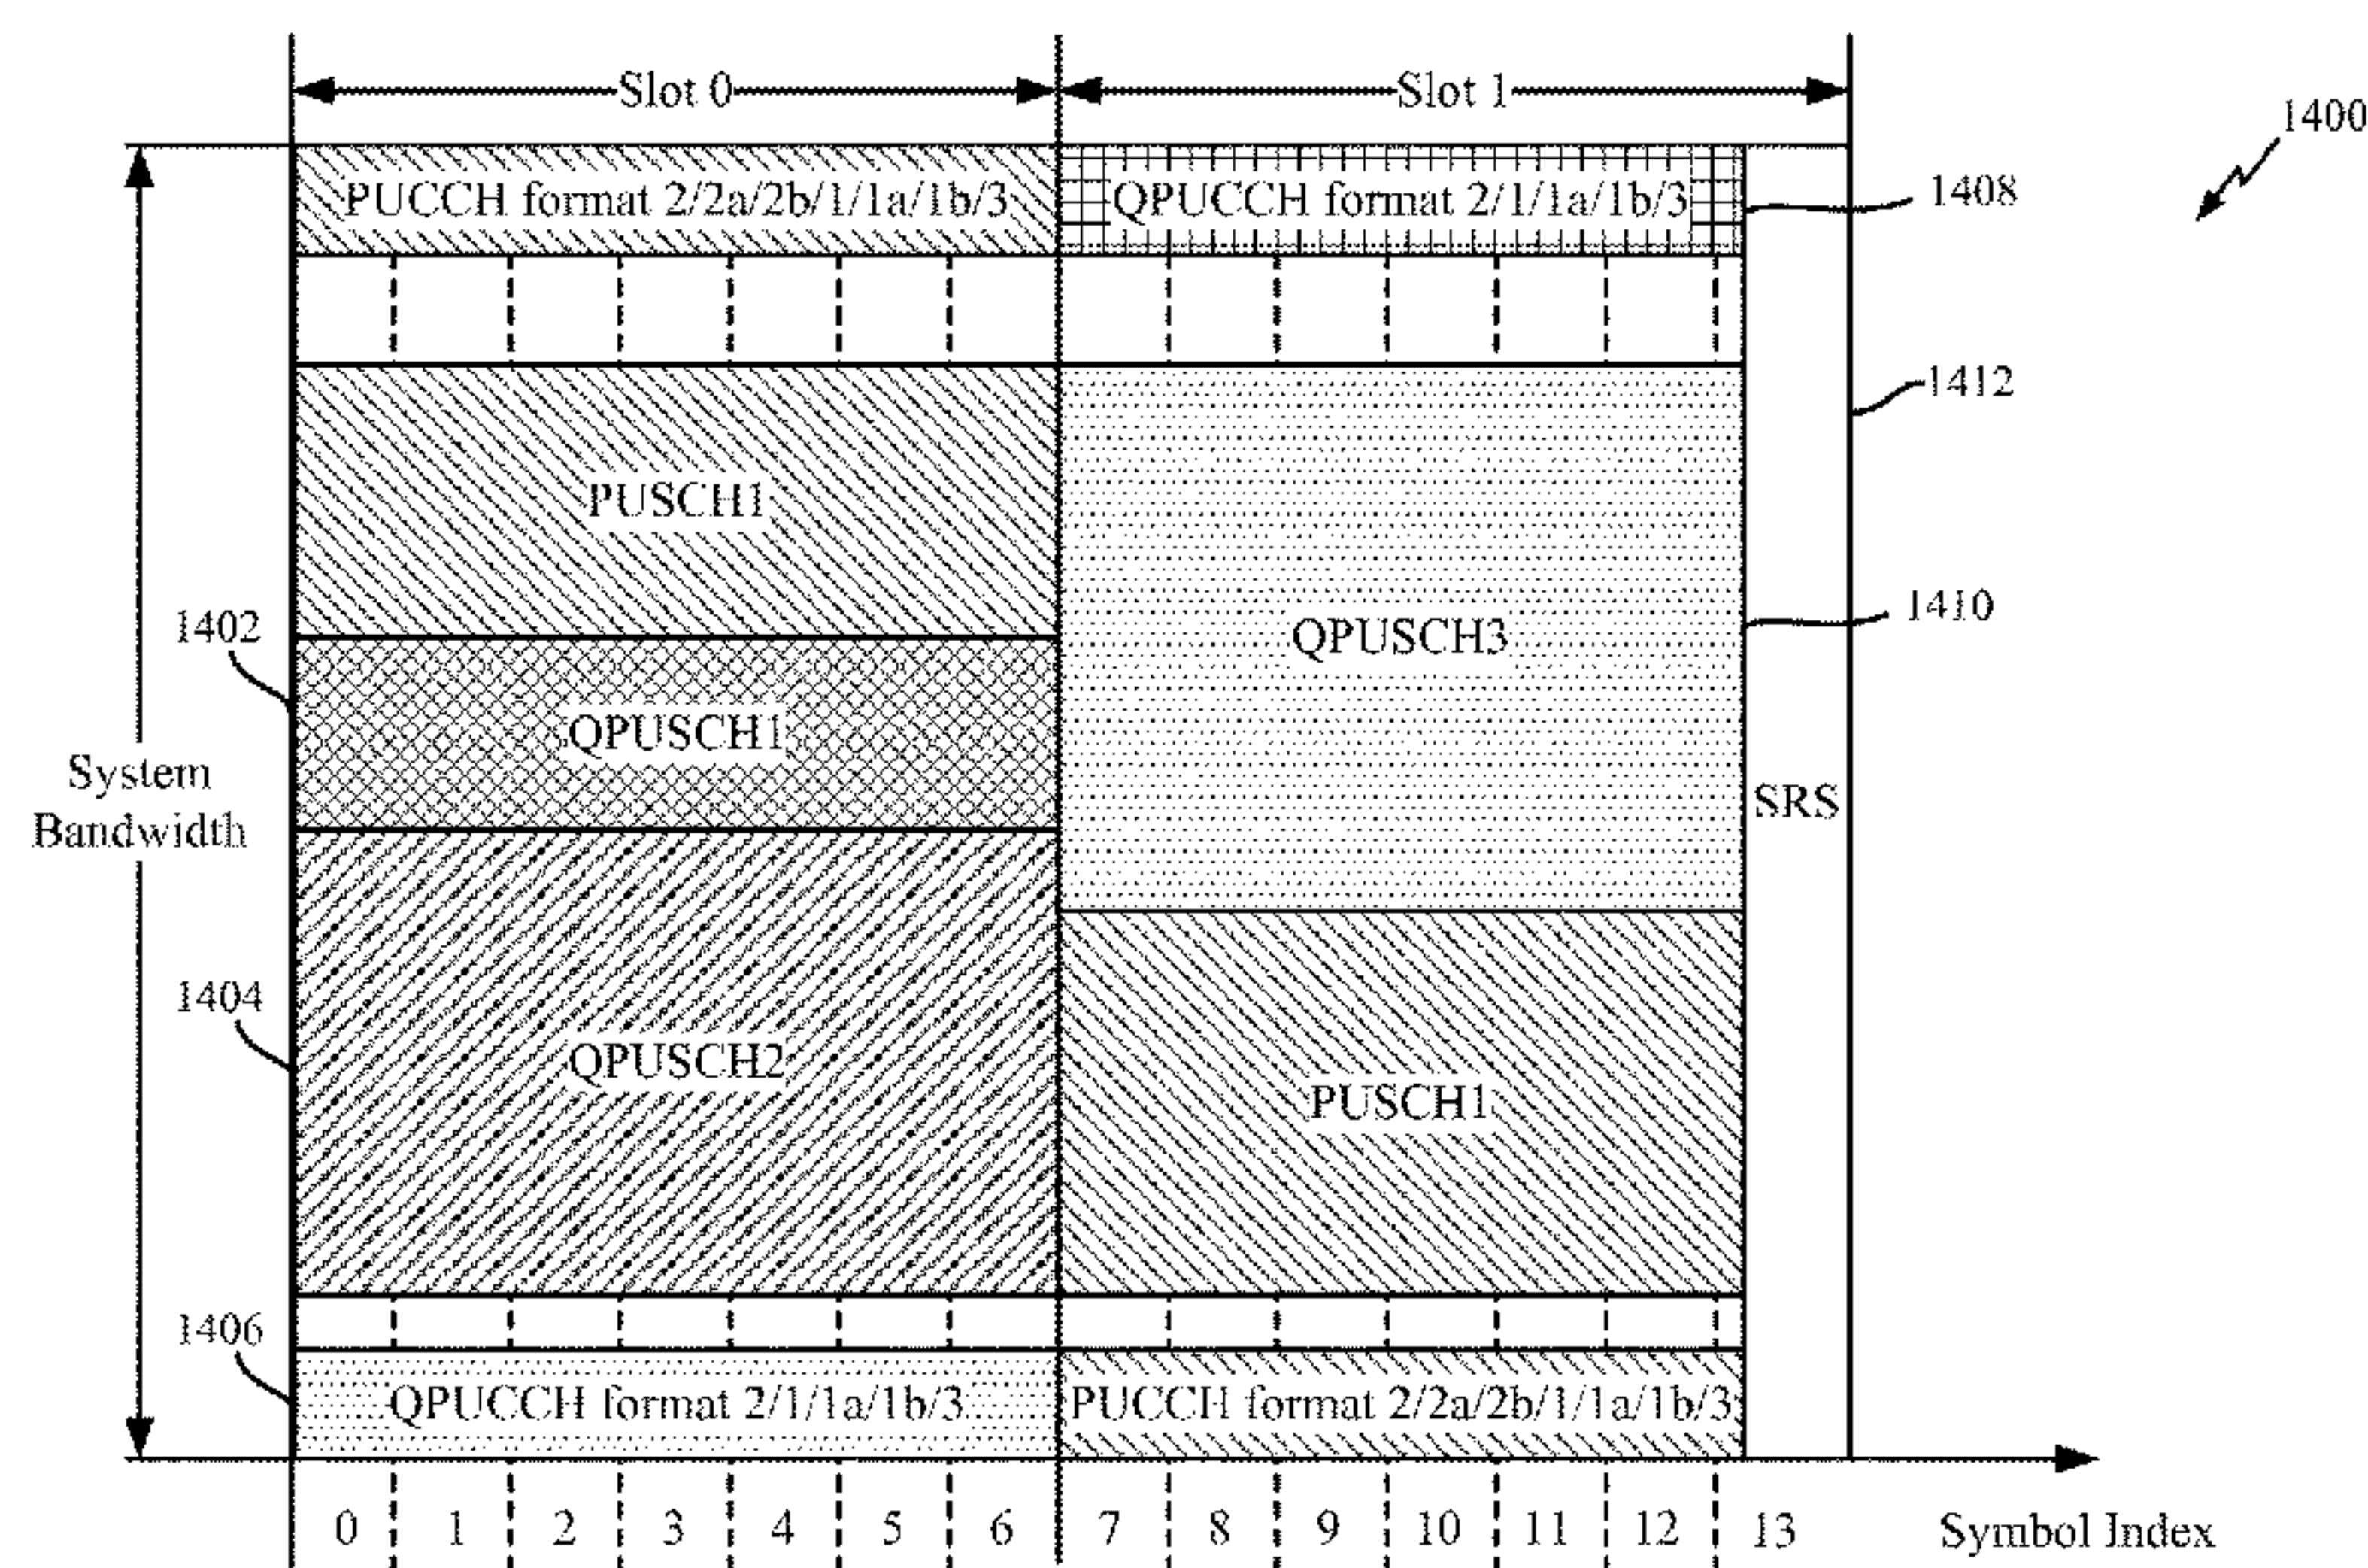 Slot 0
Slot 1
1400
PUCCH format 2/2a/2b/1/1a/1b/3
QPUCCH format 2/1/1a/1b/3
1408
1412
PUSCH1
1402
QPUSCH3
1410
QPUSCH1
System
Bandwidth
SRS
1404
QPUSCH2
PUSCH1
1406
QPUCCH format 2/1/1a/1b/3
PUCCH format 2/2a/2b/1/1a/1b/3
0 1 2 3 4 5 6 7 8 9 10 11 12 13
Symbol Index